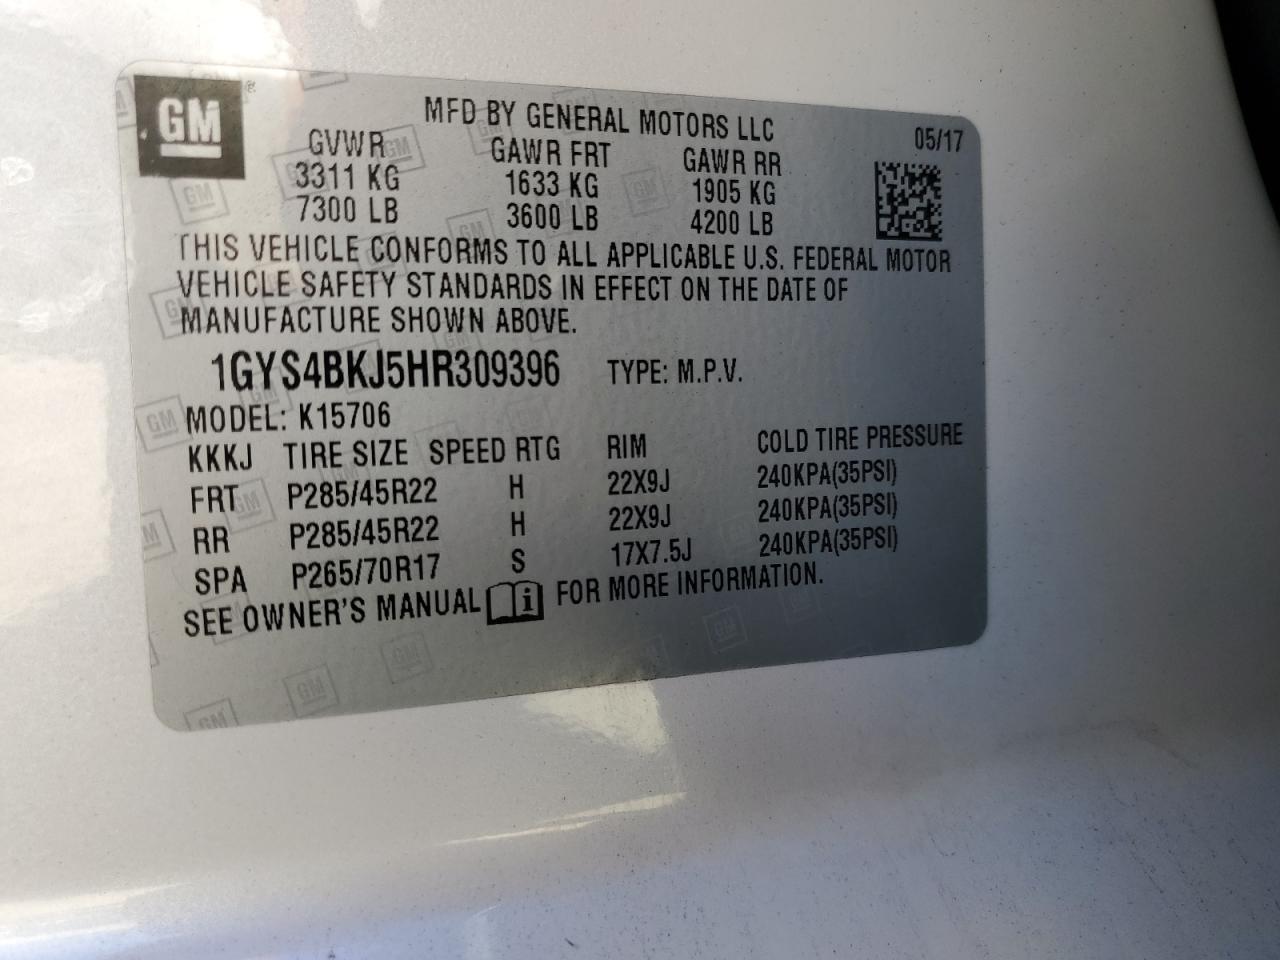 GM
MFD BY GENERAL MOTORS LLC 05/17
GVWR GAWR FRT GAWR RR
3311 KG 1633 KG 1905 KG
7300 LB 3600 LB 4200 LB
THIS VEHICLE CONFORMS TO ALL APPLICABLE U.S. FEDERAL MOTOR
VEHICLE SAFETY STANDARDS IN EFFECT ON THE DATE OF
MANUFACTURE SHOWN ABOVE.
1GYS4BKJ5HR309396 TYPE: M.P.V.
MODEL: K15706
KKKJ TIRE SIZE SPEED RTG RIM COLD TIRE PRESSURE
FRT P285/45R22 H 22X9J 240KPA(35PSI)
RR P285/45R22 H 22X9J 240KPA(35PSI)
SPA P265/70R17 S 17X7.5J 240KPA(35PSI)
SEE OWNER'S MANUAL i FOR MORE INFORMATION.